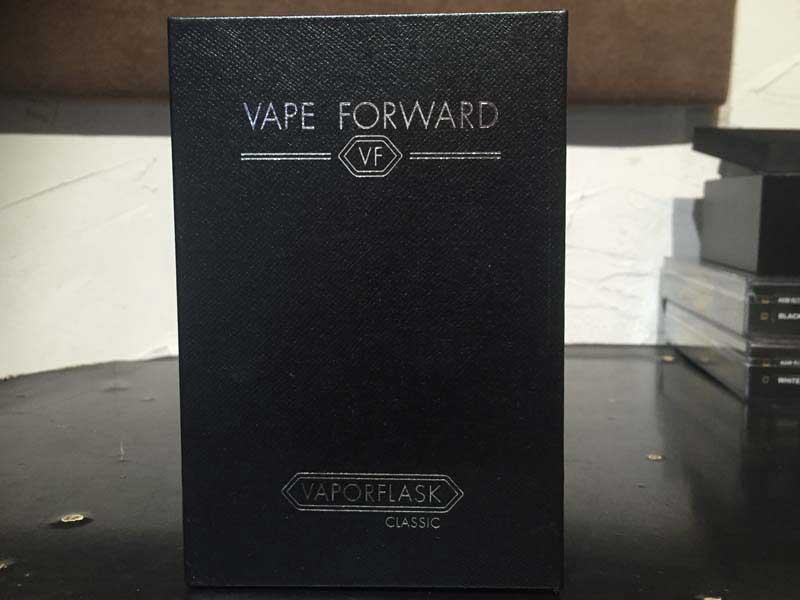 VAPE FORWARD
VF
VAPORFLASK
CLASSIC
BLACK
WHITE